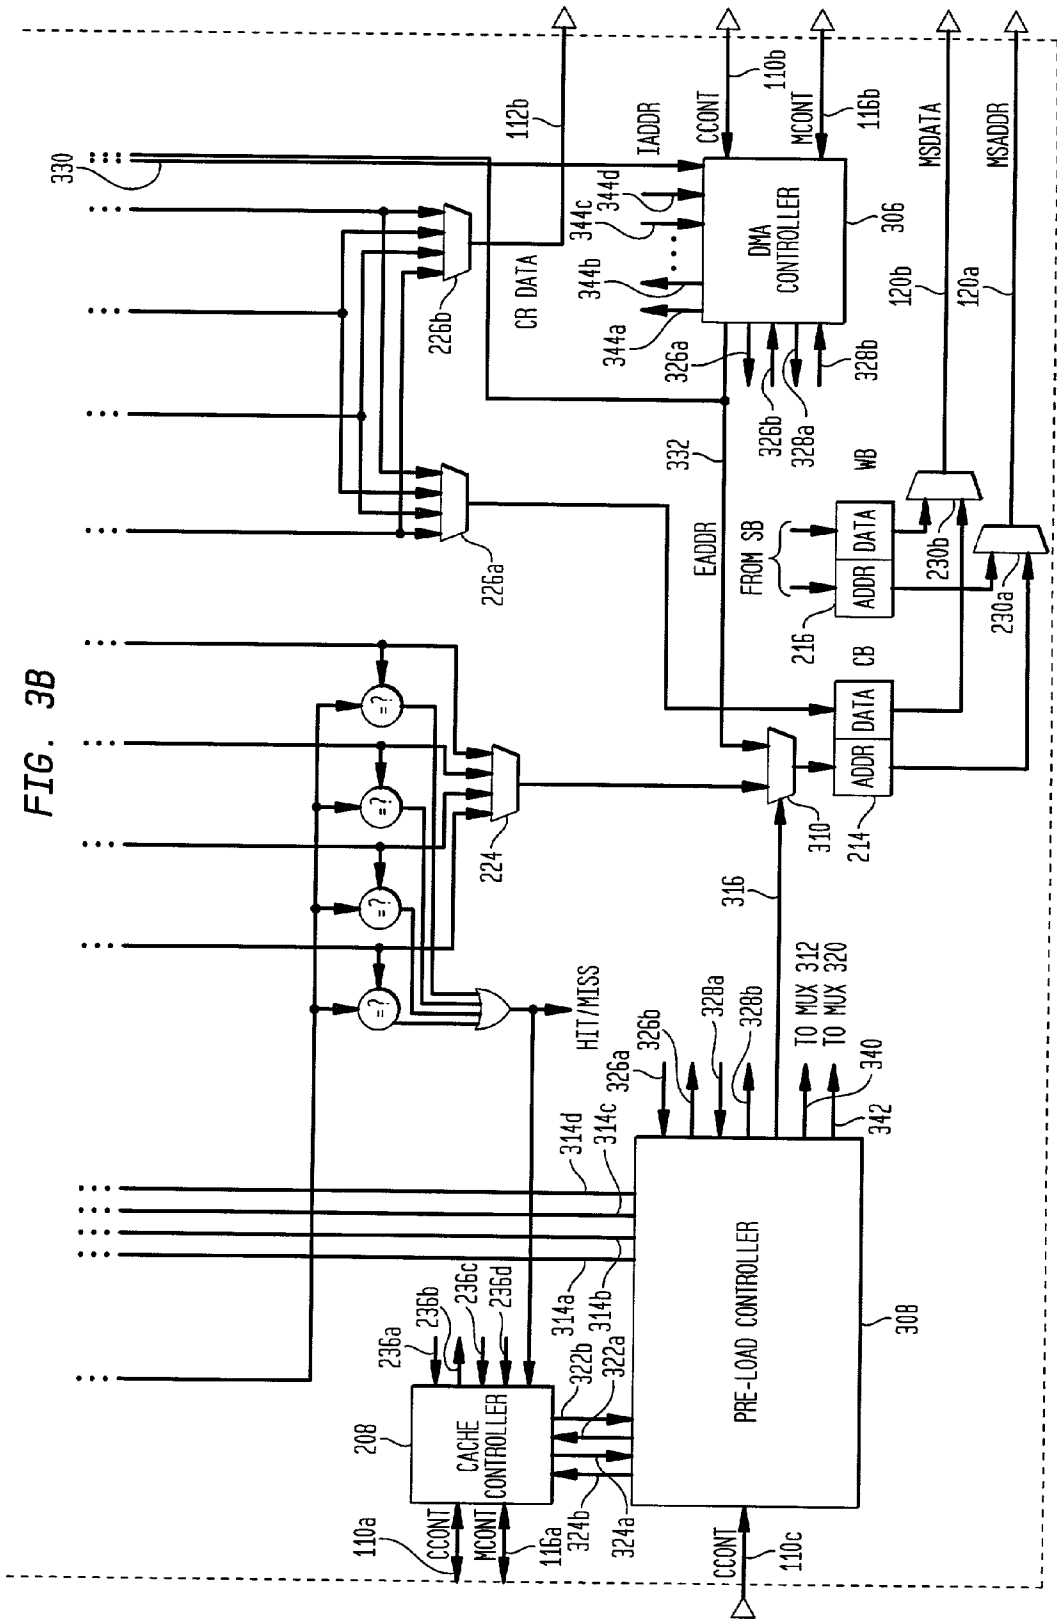 FIG. 3B
330
112b
226b
CR DATA
226a
IADDR
CCONT
110b
MCONT
116b
344a
344b
344c
344d
DMA
CONTROLLER
306
326a
326b
328a
328b
332
EADDR
MSDATA
120b
MSADDR
120a
FROM SB
216
ADDR
DATA
WB
230b
230a
CB
214
ADDR
DATA
310
316
=?
=?
=?
=?
224
HIT/MISS
314a
314b
314c
314d
236a
236b
236c
236d
208
CACHE
CONTROLLER
110a
CCONT
MCONT
116a
322b
322a
324b
324a
326a
326b
328a
328b
TO MUX 312
TO MUX 320
340
342
PRE-LOAD CONTROLLER
308
CCONT
110c